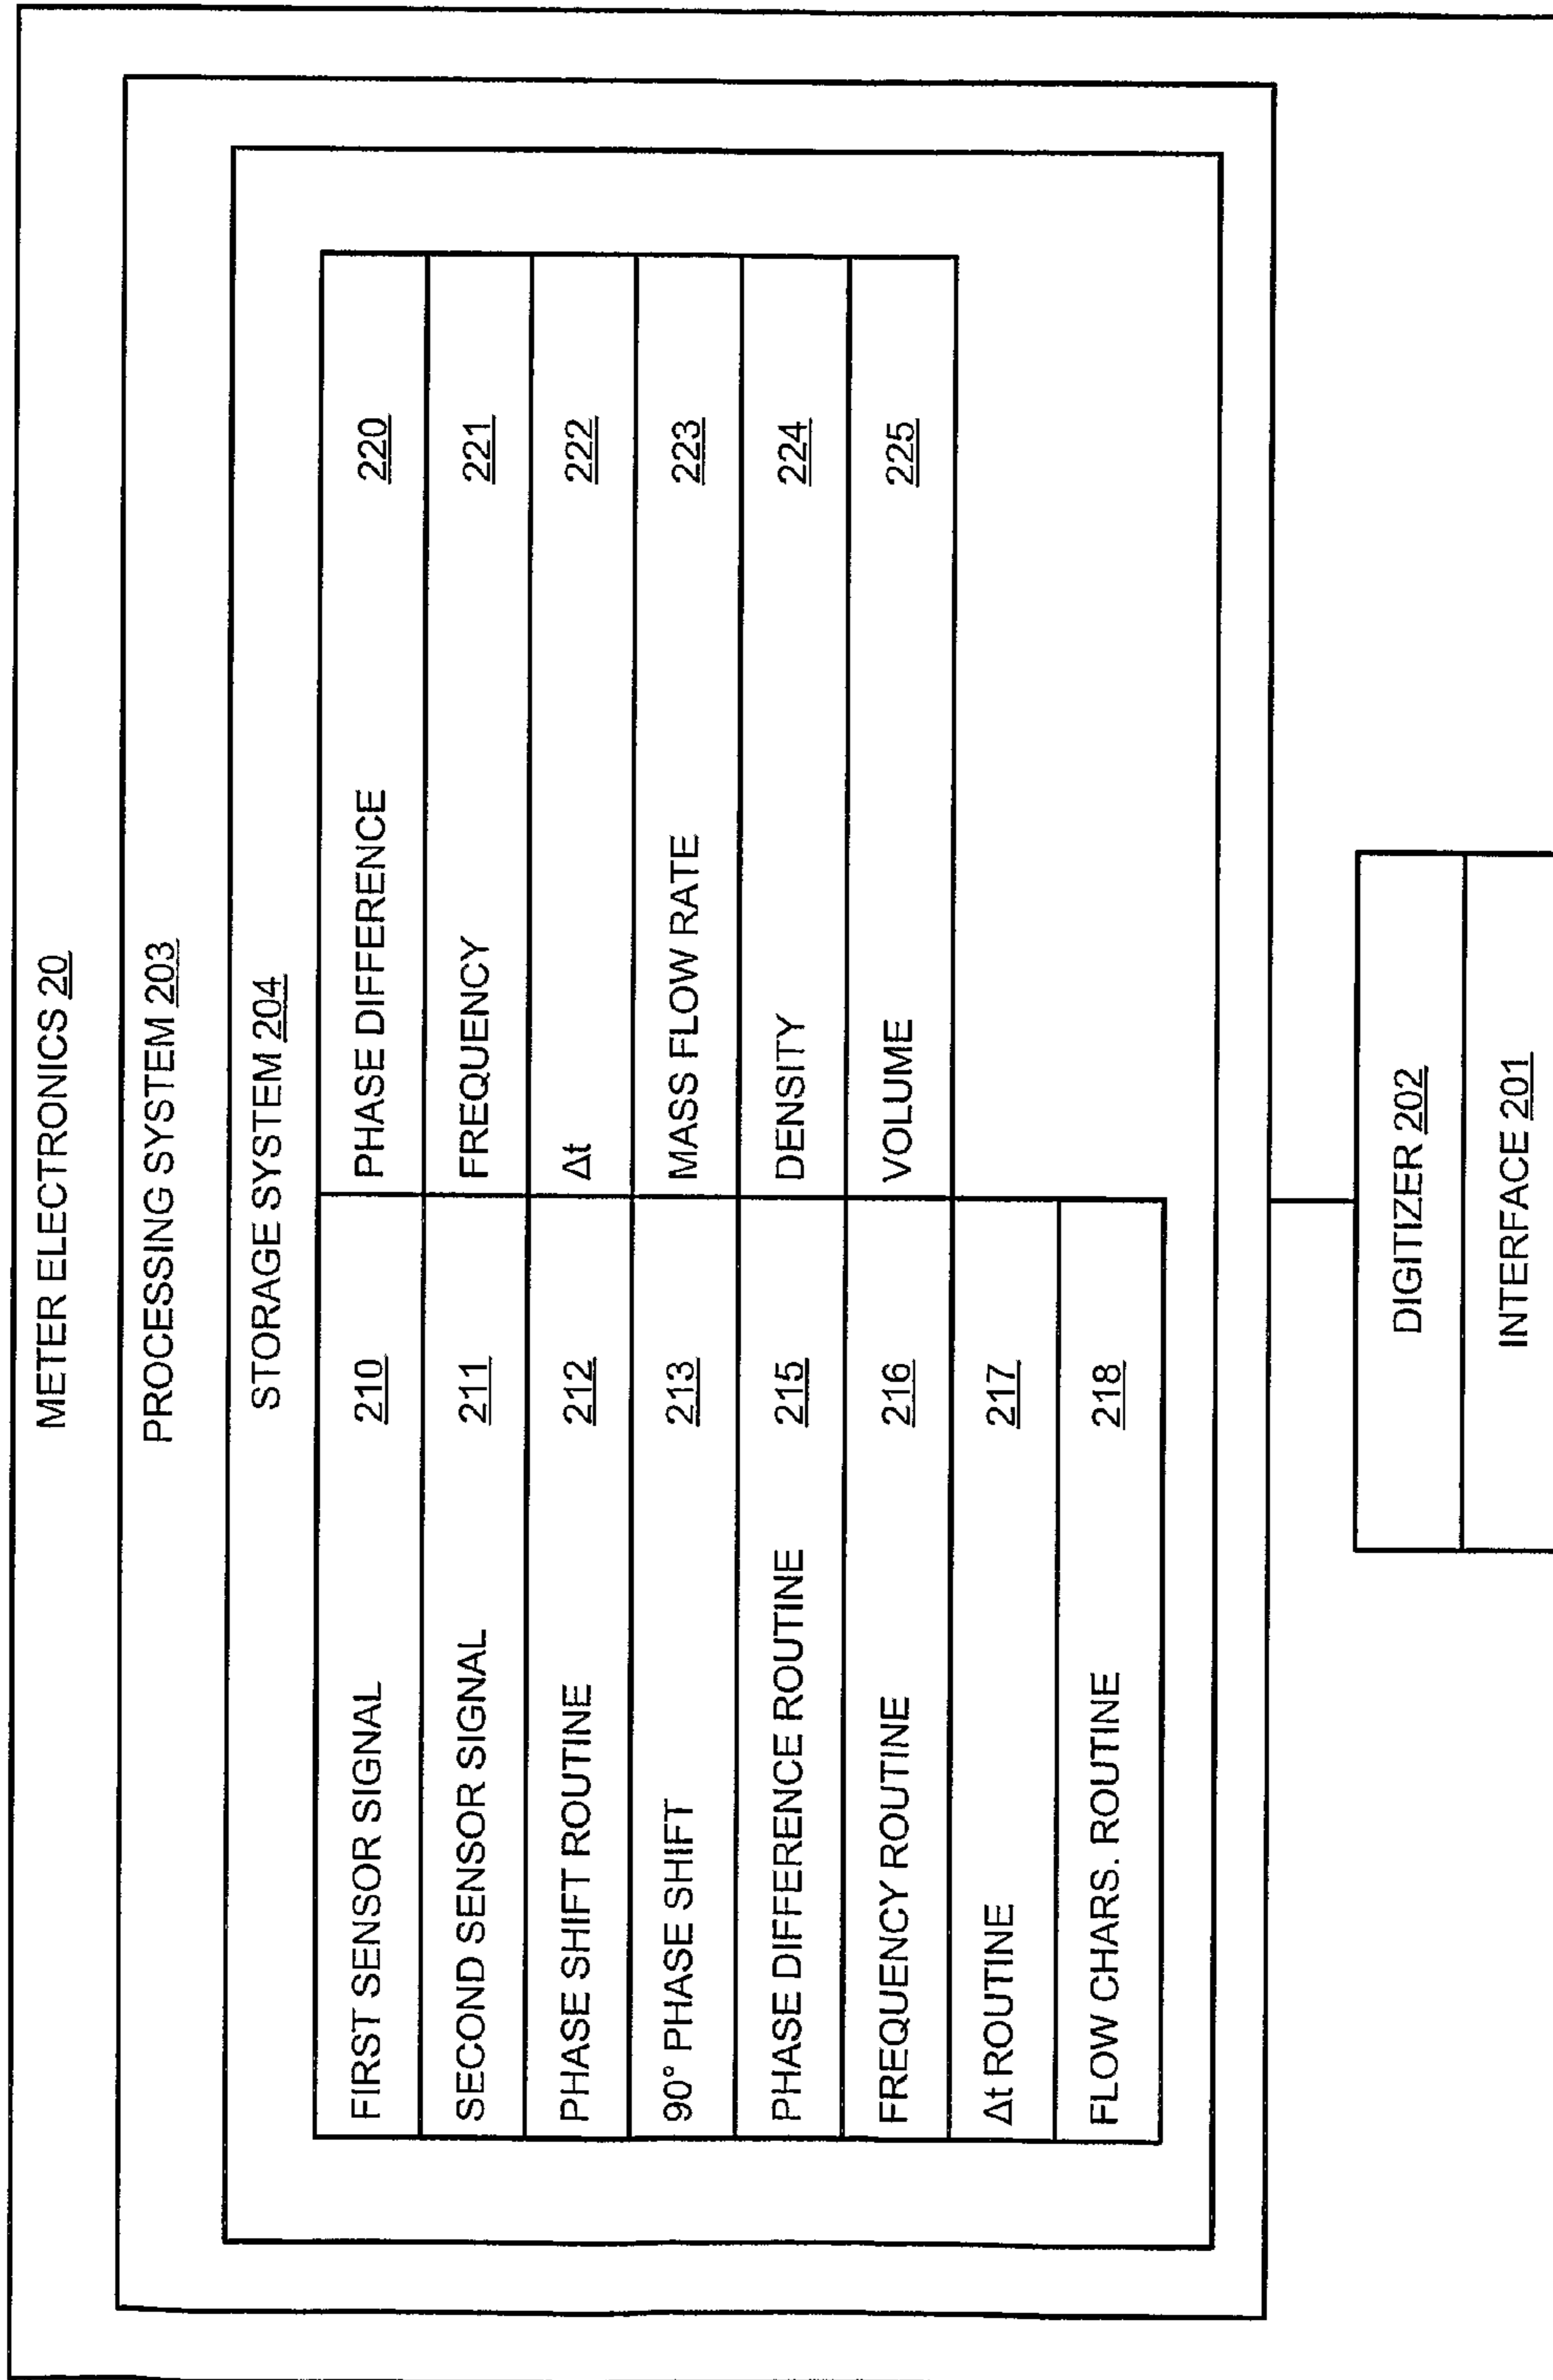 METER ELECTRONICS 20
PROCESSING SYSTEM 203
STORAGE SYSTEM 204
FIRST SENSOR SIGNAL 210
SECOND SENSOR SIGNAL 211
PHASE SHIFT ROUTINE 212
90° PHASE SHIFT 213
PHASE DIFFERENCE ROUTINE 215
FREQUENCY ROUTINE 216
Δt ROUTINE 217
FLOW CHARS. ROUTINE 218
PHASE DIFFERENCE 220
FREQUENCY 221
Δt 222
MASS FLOW RATE 223
DENSITY 224
VOLUME 225
DIGITIZER 202
INTERFACE 201